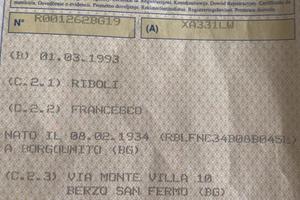 N° R0012628G19 (A) XA331LW
(B) 01.03.1993
(C.2.1) RIBOLI
(C.2.2) FRANCESCO
NATO IL 08.02.1934 (RBLFNC34B08B045L)
A BORGOUNITO (BG)
(C.2.3) VIA MONTE VILLA 10
BERZO SAN FERMO (BG)